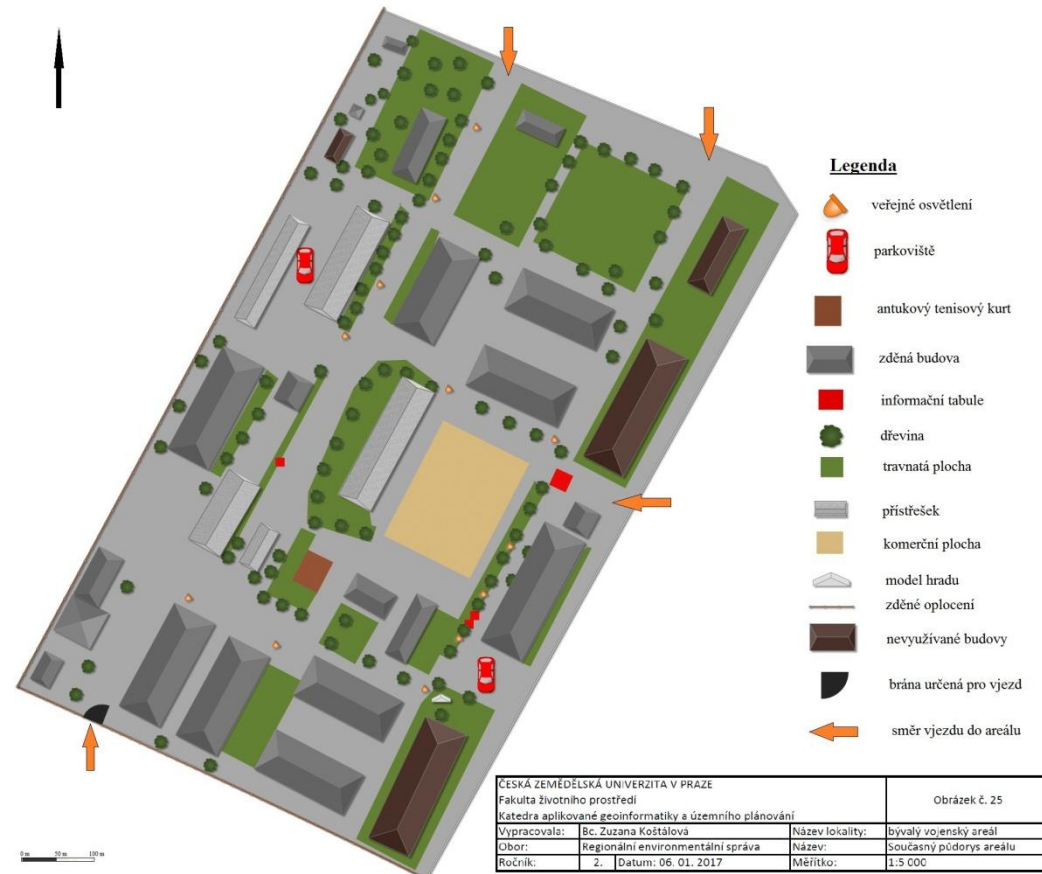 Legenda
veřejné osvětlení
parkoviště
antukový tenisový kurt
zděná budova
informační tabule
dřevina
travnatá plocha
přístřešek
komerční plocha
model hradu
zděné oplocení
nevyužívané budovy
brána určená pro vjezd
směr vjezdu do areálu
0 m 50 m 100 m
ČESKÁ ZEMĚDĚLSKÁ UNIVERZITA V PRAZE
Fakulta životního prostředí
Katedra aplikované geoinformatiky a územního plánování
Obrázek č. 25
Vypracovala: Bc. Zuzana Koštálová Název lokality: bývalý vojenský areál
Obor: Regionální environmentální správa Název: Současný půdorys areálu
Ročník: 2. Datum: 06. 01. 2017 Měřítko: 1:5 000